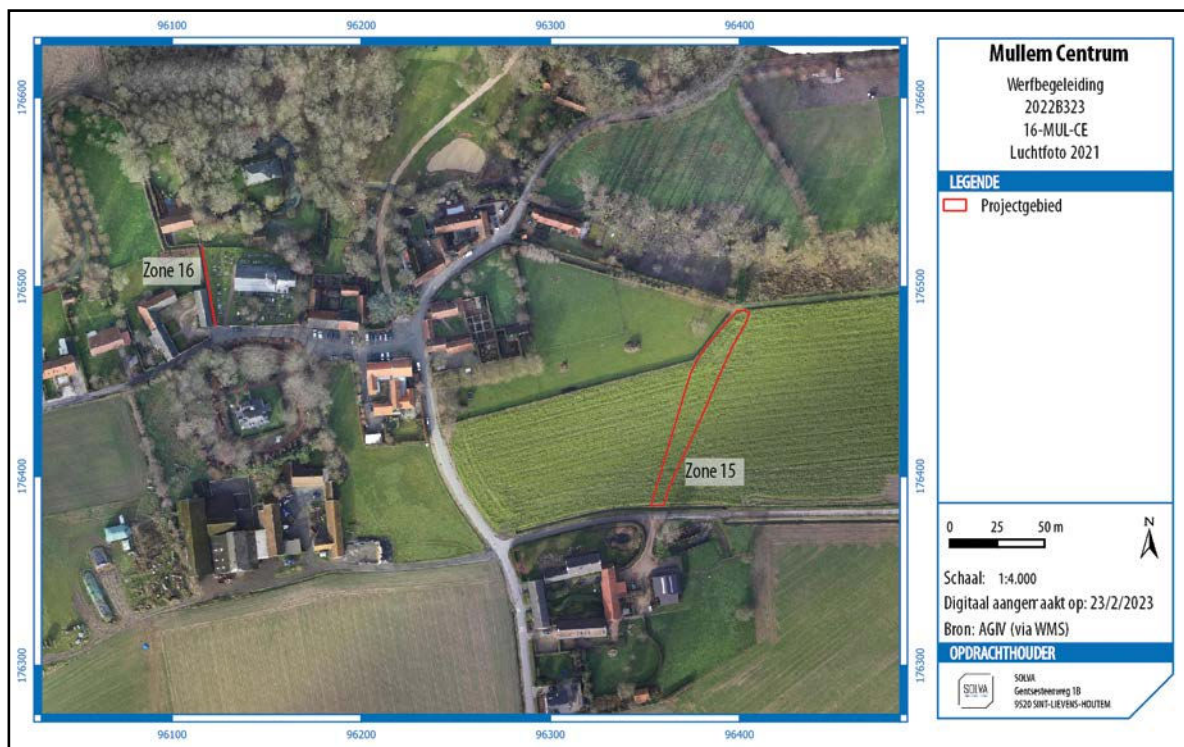 96100 96200 96300 96400
176600 176600
176500 176500
176400 176400
176300 176300
96100 96200 96300 96400
Zone 16
Zone 15
Mullem Centrum
Werfbegeleiding
2022B323
16-MUL-CE
Luchtfoto 2021
LEGENDE
Projectgebied
0 25 50 m
N
Schaal: 1:4.000
Digitaal aangemaakt op: 23/2/2023
Bron: AGIV (via WMS)
OPDRACHTHOUDER
SOLVA
SOLVA
Gentsesteenweg 1B
9520 SINT-LIEVENS-HOUTEM